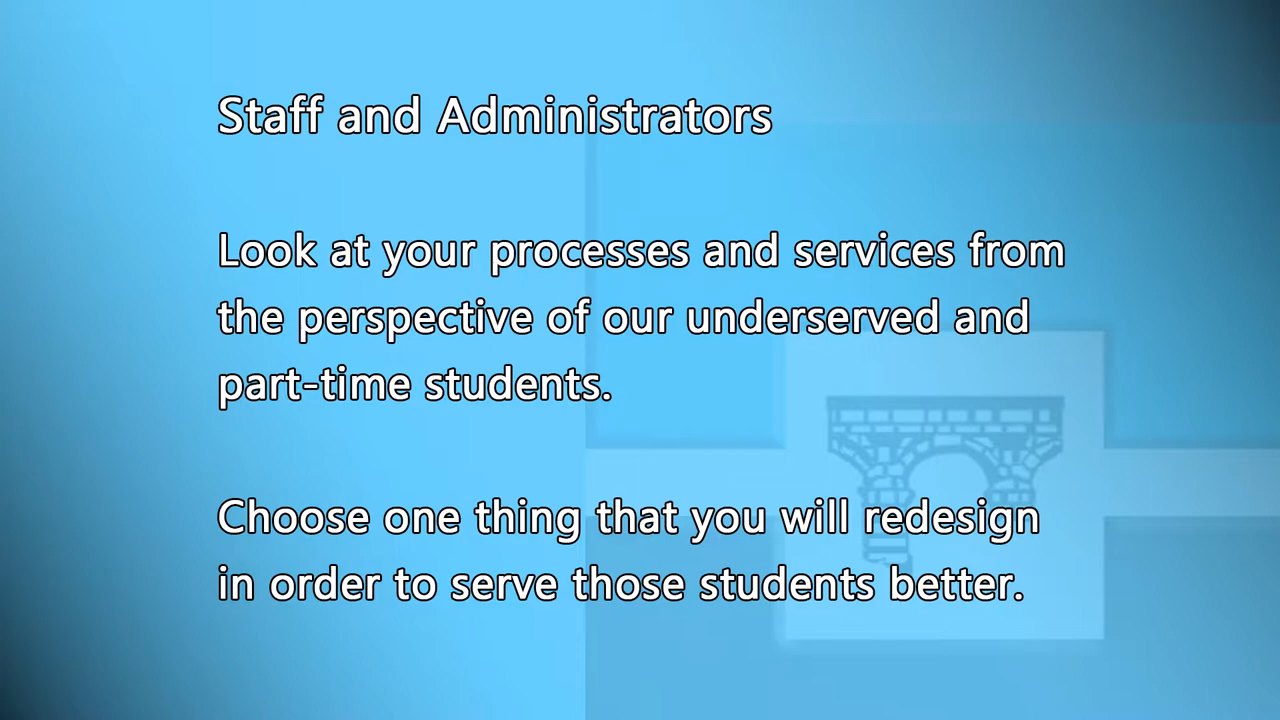 Staff and Administrators
Look at your processes and services from
the perspective of our underserved and
part-time students.
Choose one thing that you will redesign
in order to serve those students better.